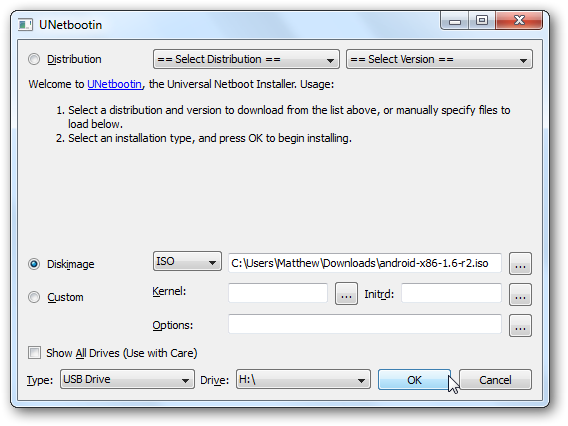 UNetbootin
Distribution == Select Distribution == == Select Version ==
Welcome to UNetbootin, the Universal Netboot Installer. Usage:
1. Select a distribution and version to download from the list above, or manually specify files to
load below.
2. Select an installation type, and press OK to begin installing.
Diskimage ISO C:\Users\Matthew\Downloads\android-x86-1.6-r2.iso ...
Custom Kernel: ... Initrd: ...
Options: ...
Show All Drives (Use with Care)
Type: USB Drive Drive: H:\ OK Cancel